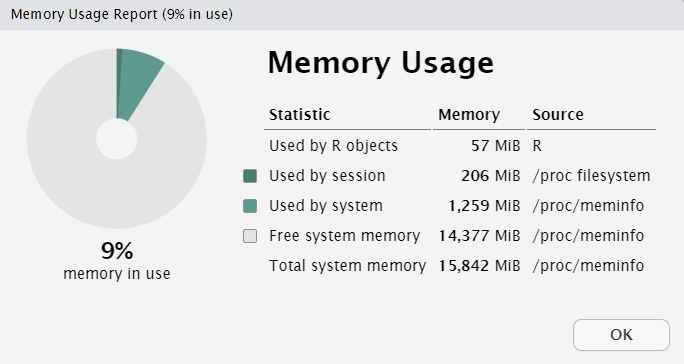 Memory Usage Report (9% in use)
Memory Usage
Statistic Memory Source
Used by R objects 57 MiB R
Used by session 206 MiB /proc filesystem
Used by system 1,259 MiB /proc/meminfo
Free system memory 14,377 MiB /proc/meminfo
Total system memory 15,842 MiB /proc/meminfo
9%
memory in use
OK